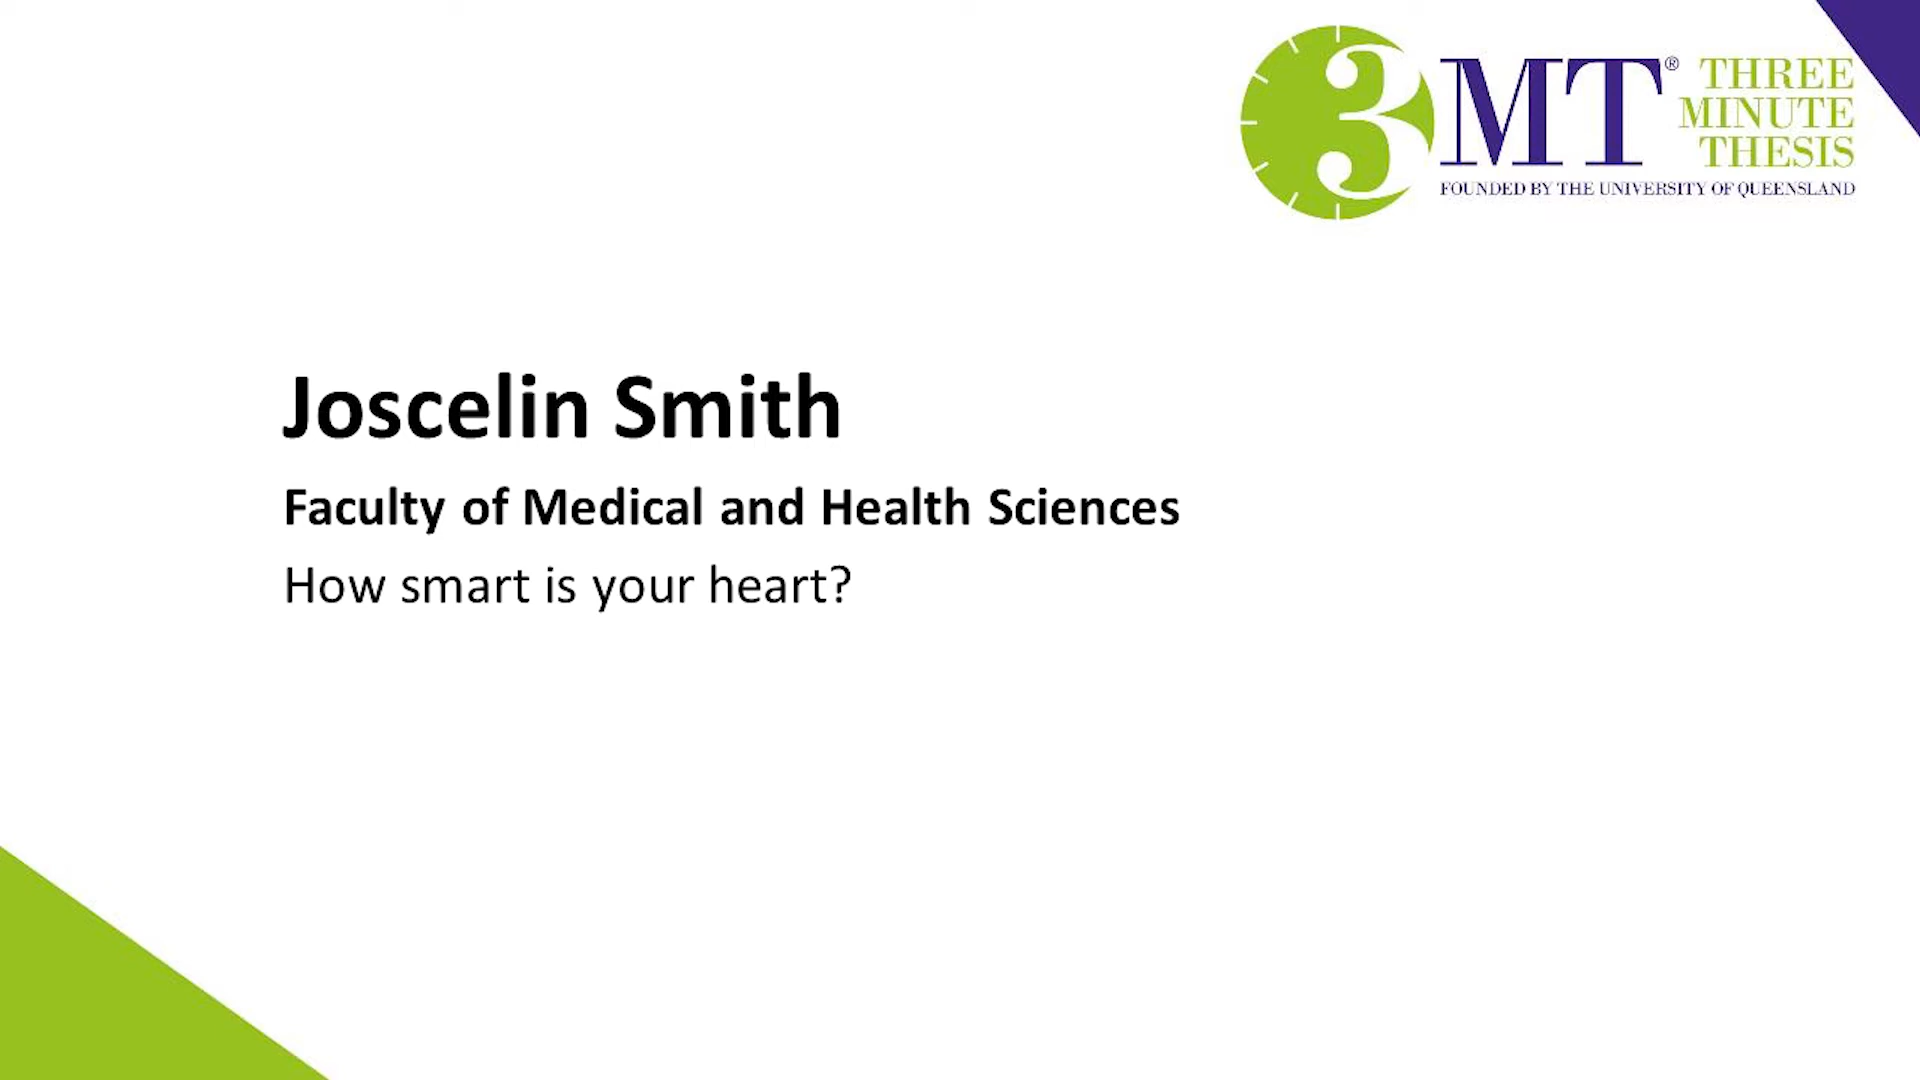 3MT® THREE
MINUTE
THESIS
FOUNDED BY THE UNIVERSITY OF QUEENSLAND
Joscelin Smith
Faculty of Medical and Health Sciences
How smart is your heart?